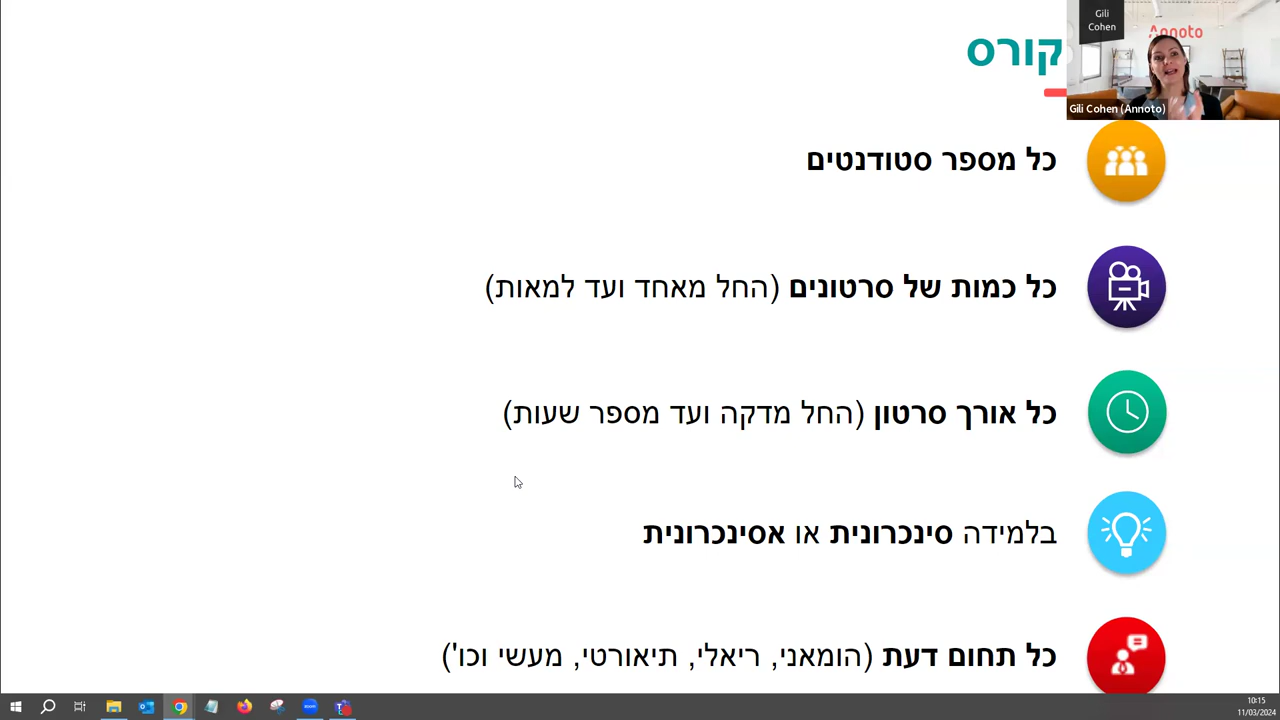 קורס
Gili
Cohen
Annoto
Gili Cohen (Annoto)
כל מספר סטודנטים
כל כמות של סרטונים (החל מאחד ועד למאות)
כל אורך סרטון (החל מדקה ועד מספר שעות)
בלמידה סינכרונית או אסינכרונית
כל תחום דעת (הומאני, ריאלי, תיאורטי, מעשי וכו')
zoom
10:15
11/03/2024